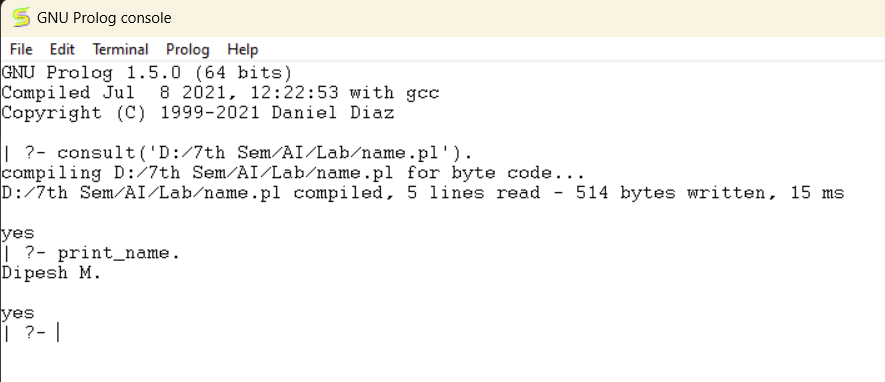 GNU Prolog console
File Edit Terminal Prolog Help
GNU Prolog 1.5.0 (64 bits)
Compiled Jul  8 2021, 12:22:53 with gcc
Copyright (C) 1999-2021 Daniel Diaz
| ?- consult('D:/7th Sem/AI/Lab/name.pl').
compiling D:/7th Sem/AI/Lab/name.pl for byte code...
D:/7th Sem/AI/Lab/name.pl compiled, 5 lines read - 514 bytes written, 15 ms
yes
| ?- print_name.
Dipesh M.
yes
| ?-